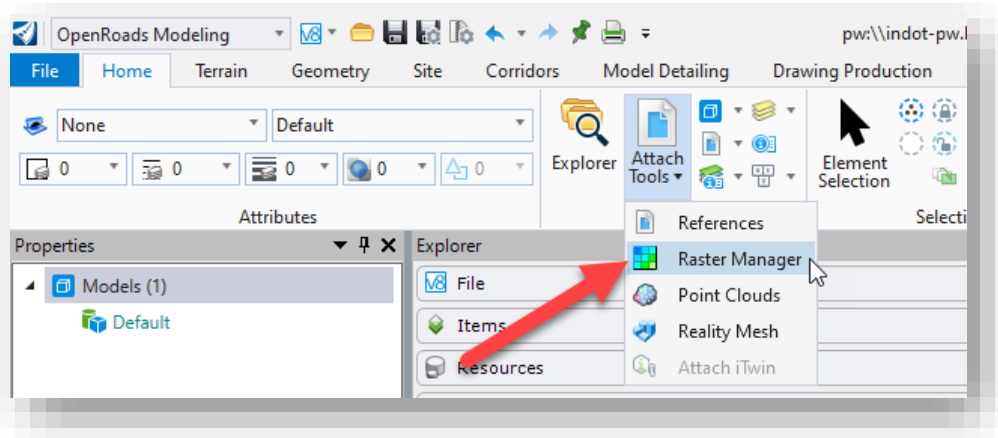 OpenRoads Modeling
pw:\\indot-pw.
File Home Terrain Geometry Site Corridors Model Detailing Drawing Production
None Default
0 0 0 0 0
Explorer
Attach
Tools
Element
Selection
Attributes
Selecti
Properties
Explorer
Models (1)
Default
File
Items
Resources
References
Raster Manager
Point Clouds
Reality Mesh
Attach iTwin